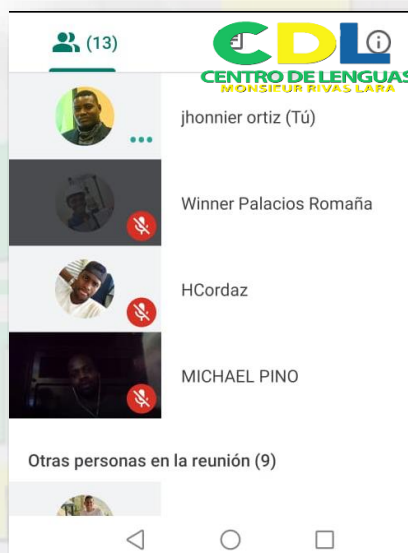 (13)
CDL
CENTRO DE LENGUAS
MONSIEUR RIVAS LARA
jhonnier ortiz (Tú)
Winner Palacios Romaña
HCordaz
MICHAEL PINO
Otras personas en la reunión (9)